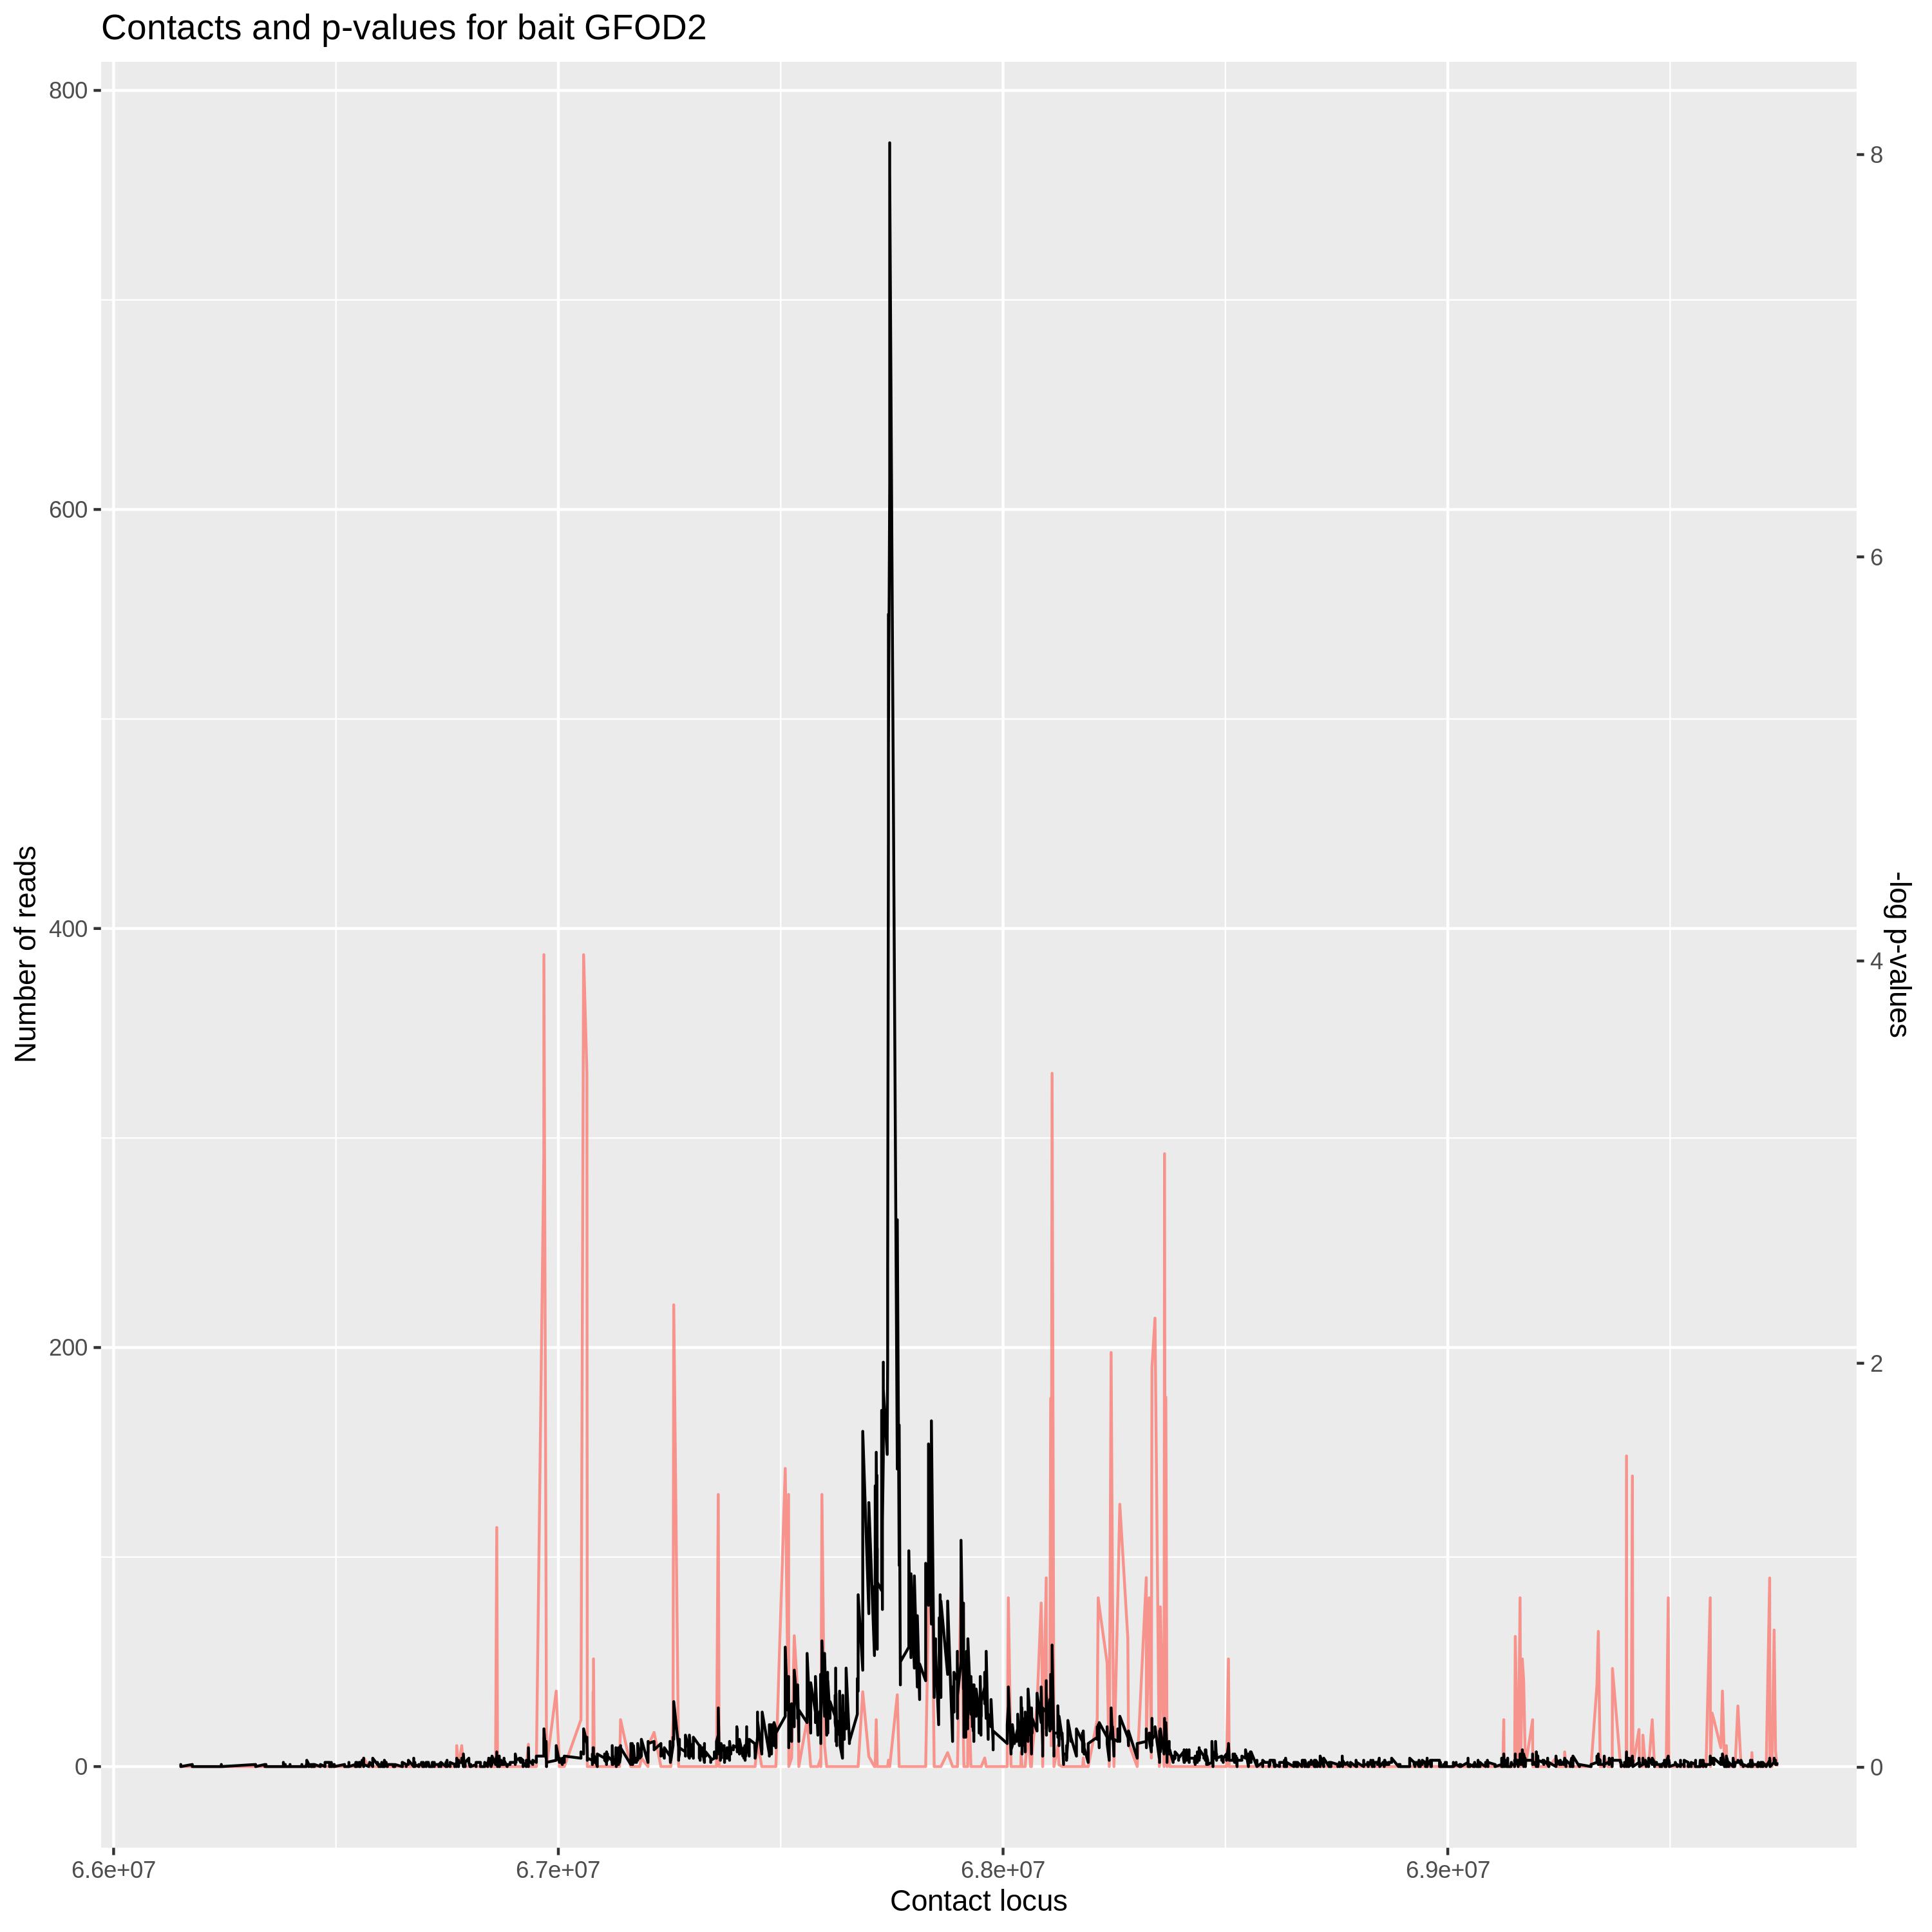 Contacts and p-values for bait GFOD2
800
600
400
200
0
8
6
4
2
0
Number of reads
-log p-values
6.6e+07
6.7e+07
6.8e+07
6.9e+07
Contact locus